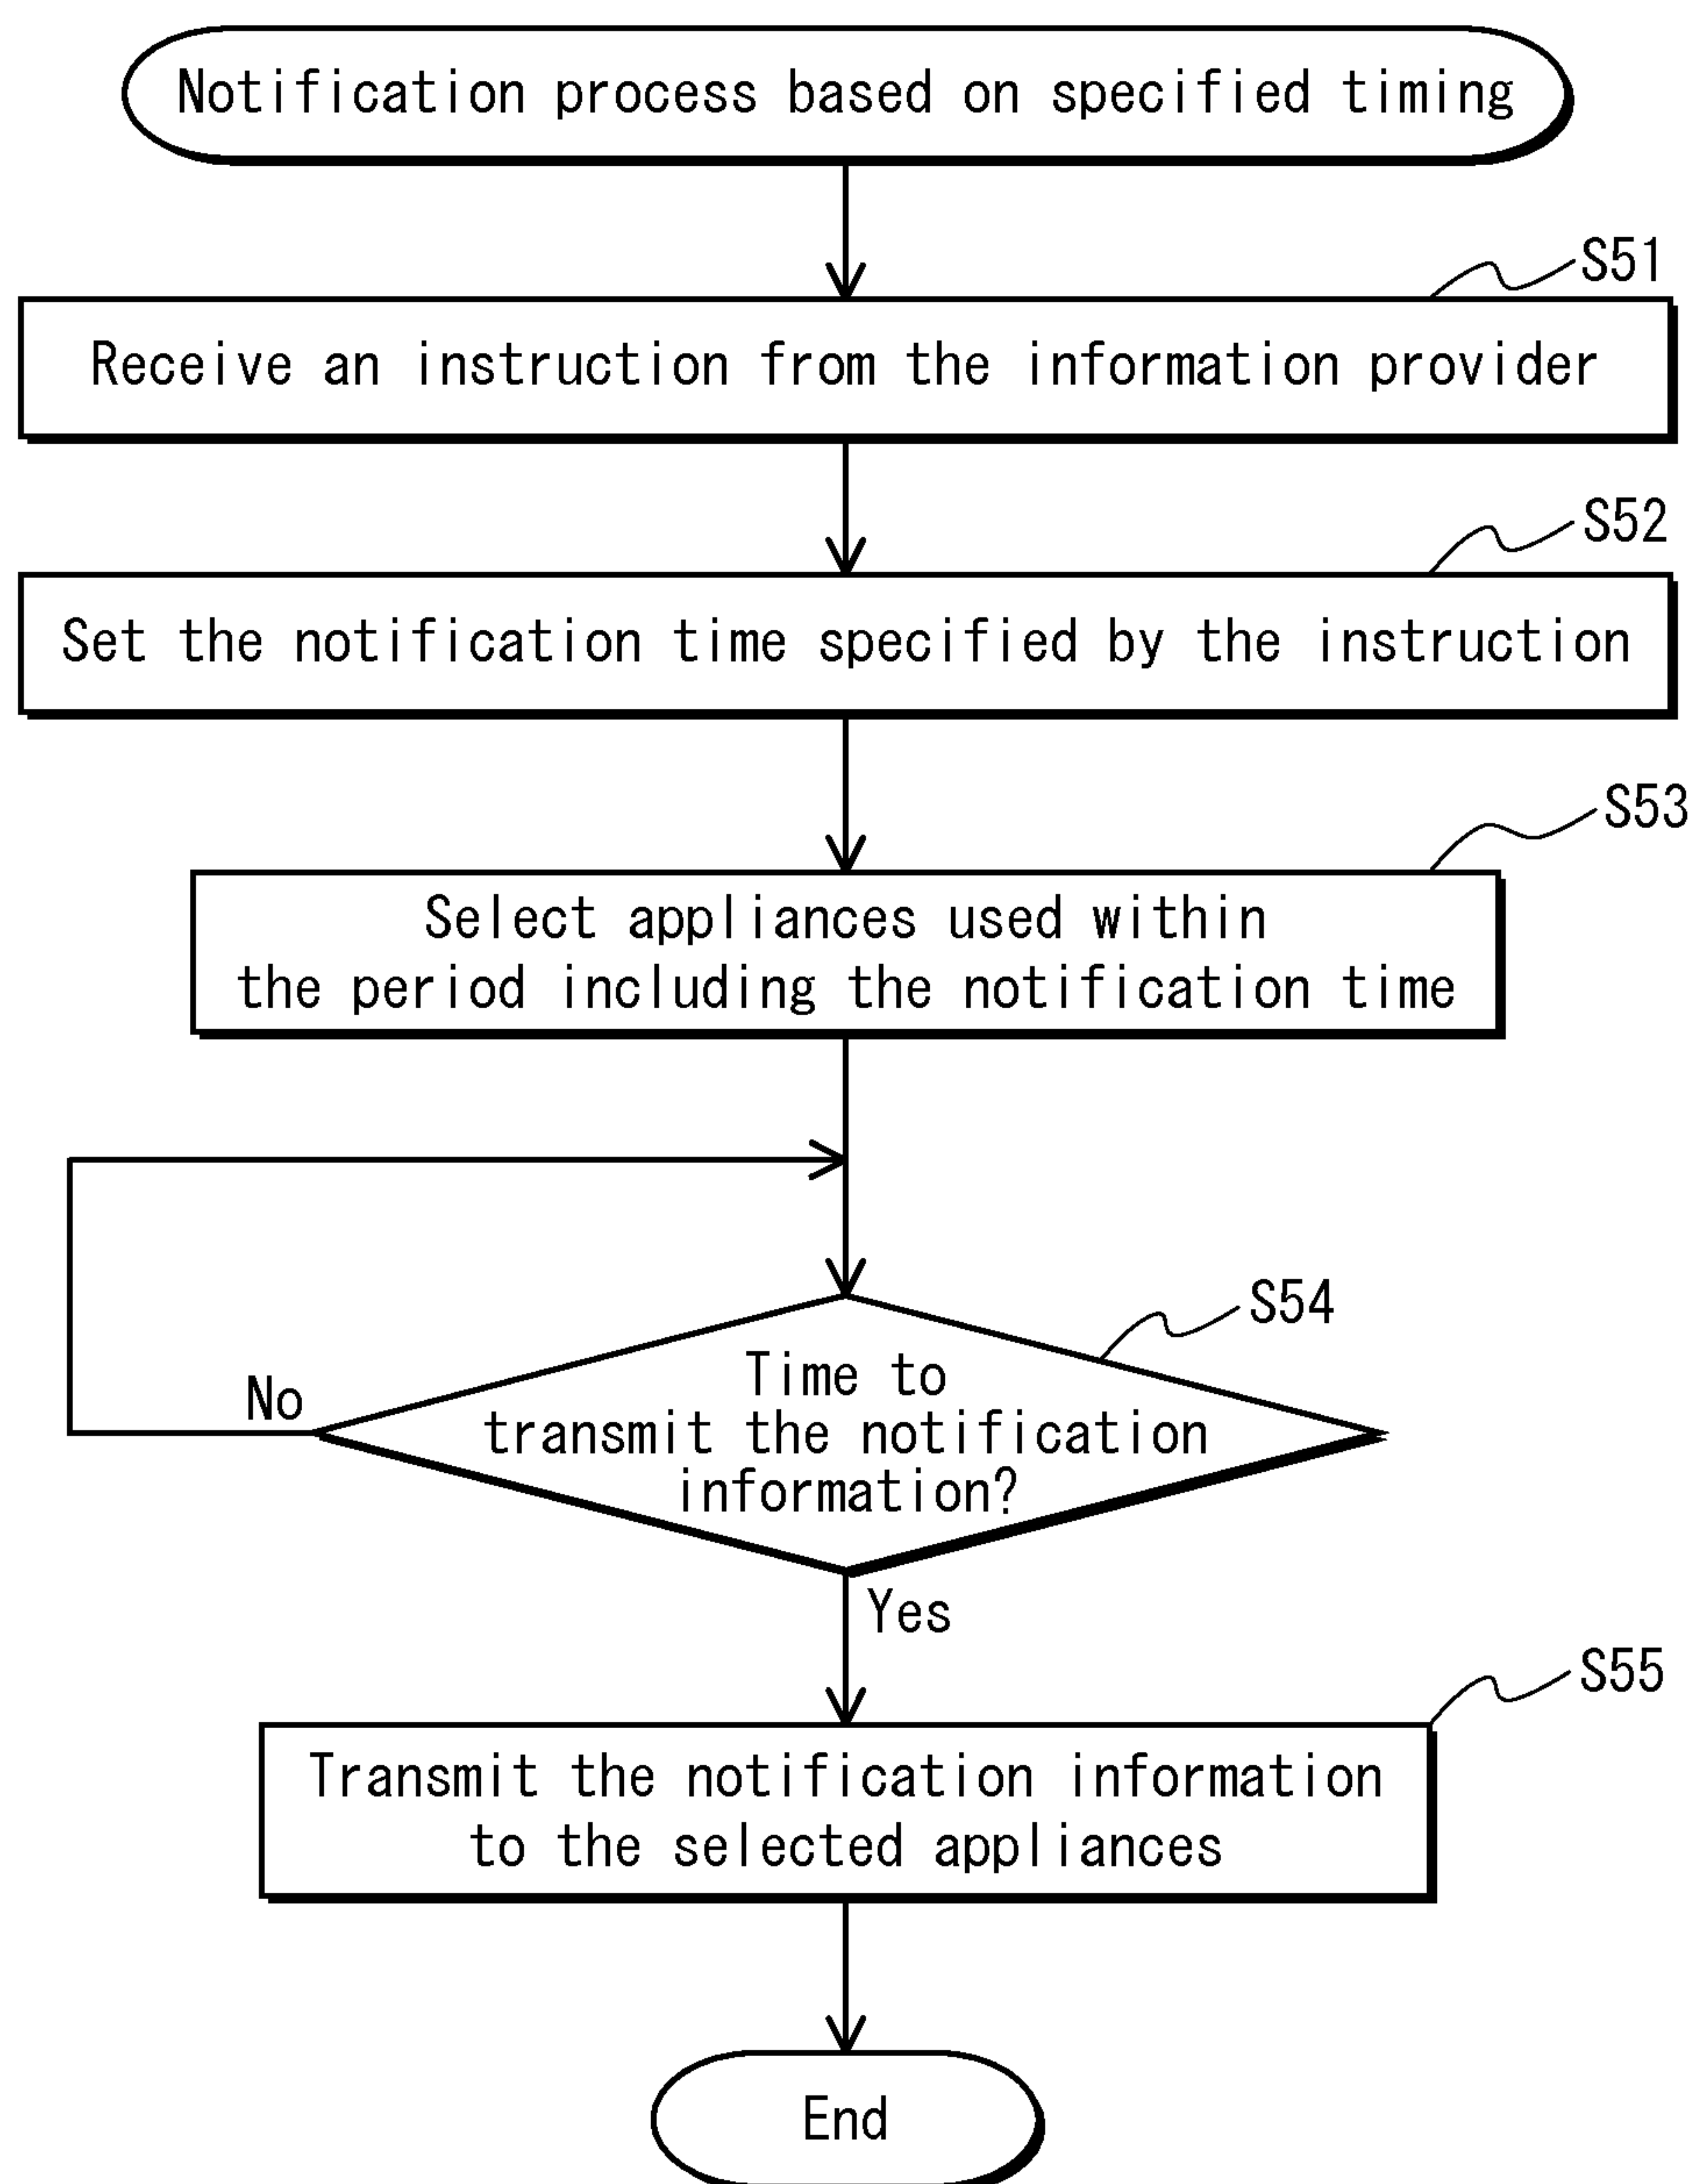 Notification process based on specified timing
S51
Receive an instruction from the information provider
S52
Set the notification time specified by the instruction
S53
Select appliances used within
the period including the notification time
S54
Time to
transmit the notification
information?
No
Yes
S55
Transmit the notification information
to the selected appliances
End